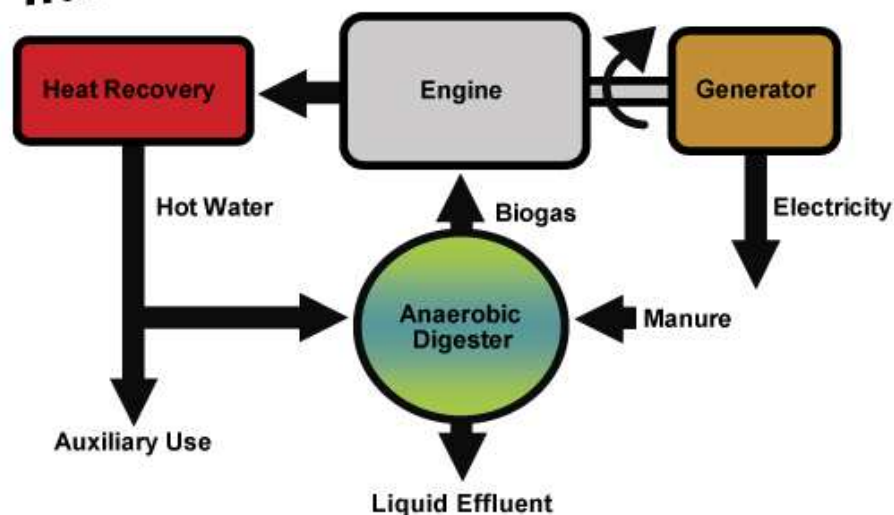 Heat Recovery
Engine
Generator
Hot Water
Biogas
Electricity
Anaerobic
Digester
Manure
Auxiliary Use
Liquid Effluent